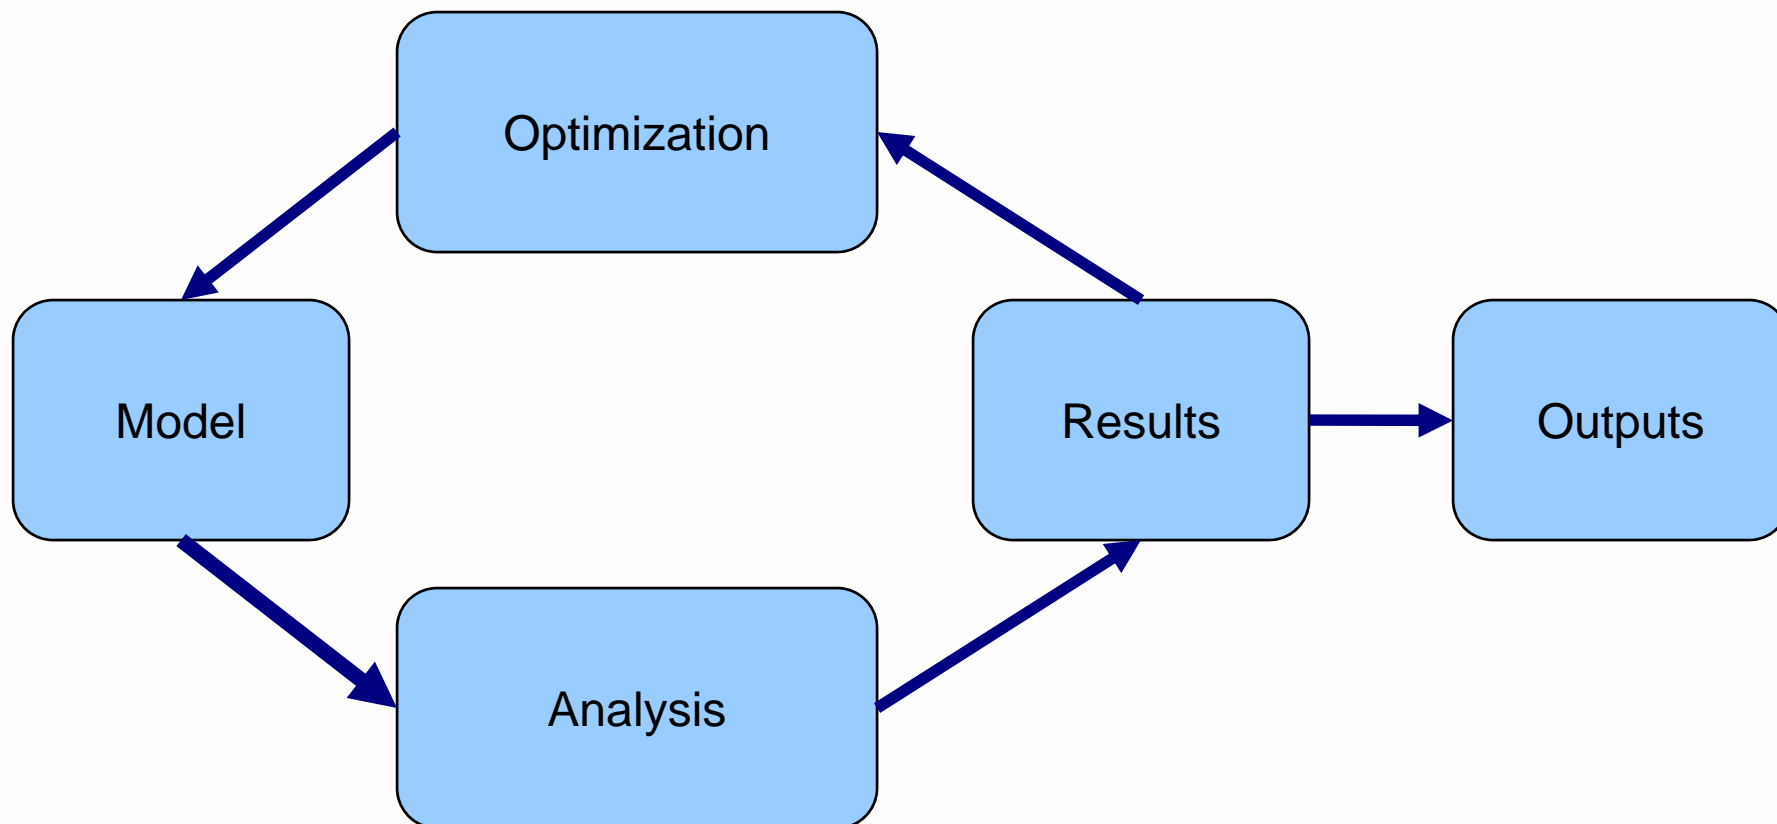 Optimization
Model
Results
Outputs
Analysis